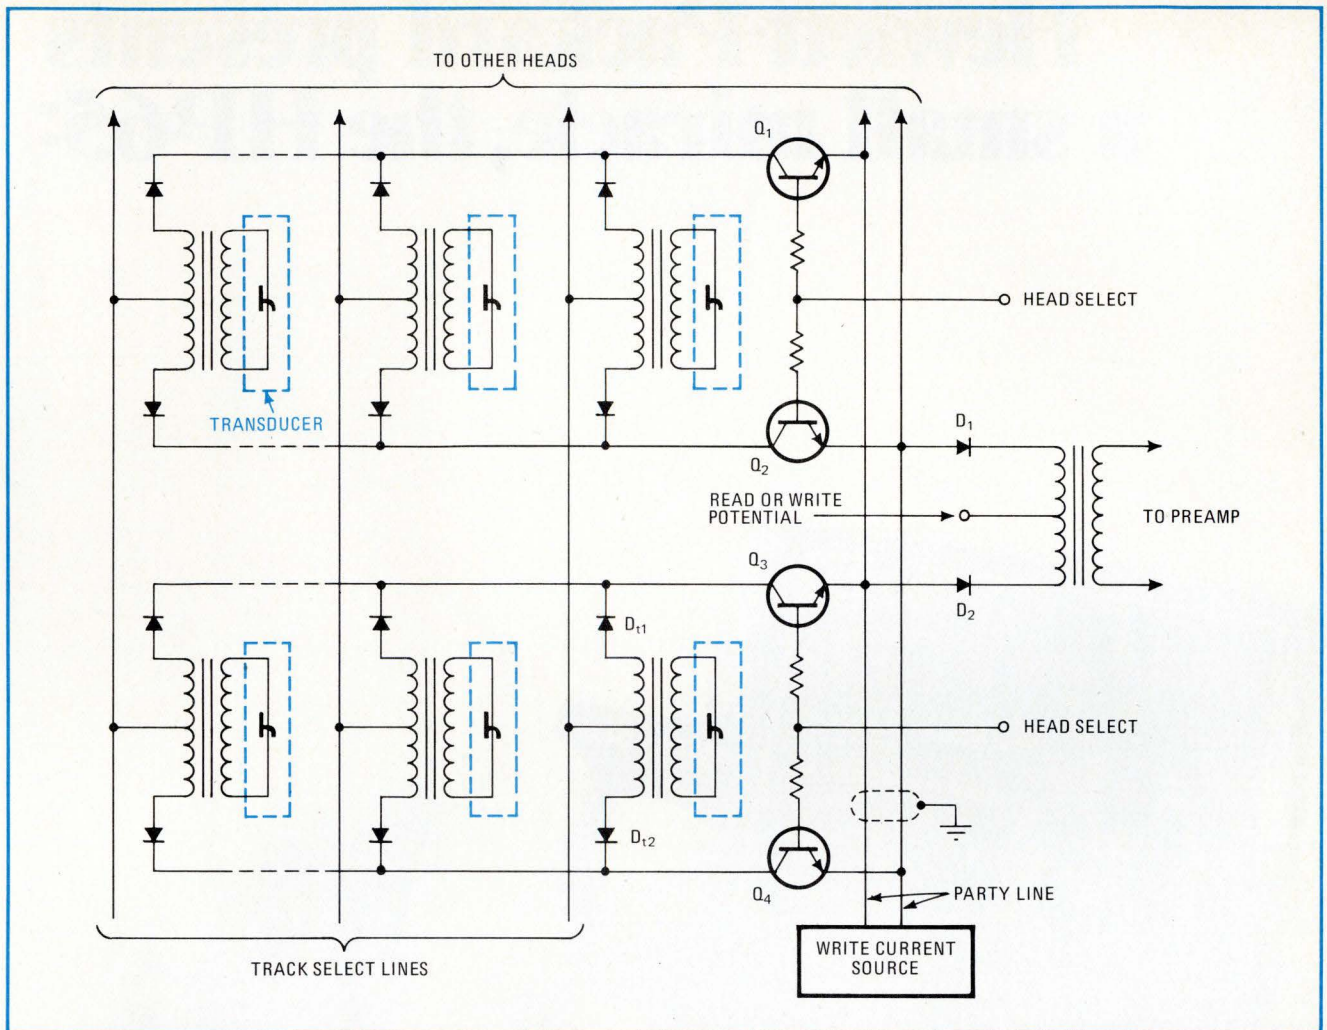 TO OTHER HEADS
Q1
HEAD SELECT
TRANSDUCER
D1
Q2
READ OR WRITE
POTENTIAL
TO PREAMP
Q3
D2
Dt1
HEAD SELECT
Dt2
Q4
PARTY LINE
WRITE CURRENT
SOURCE
TRACK SELECT LINES